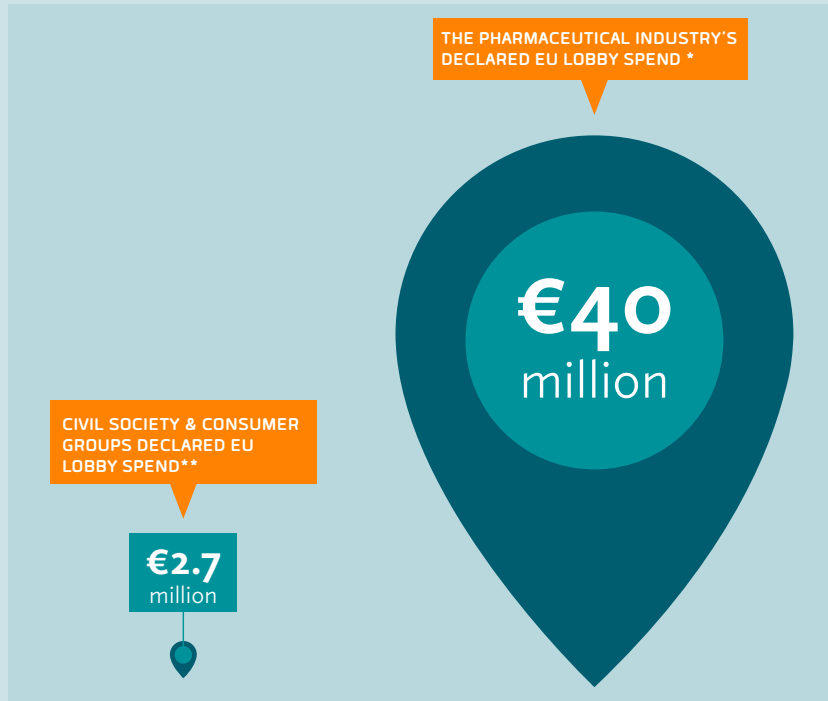 THE PHARMACEUTICAL INDUSTRY'S
DECLARED EU LOBBY SPEND *
€40
million
CIVIL SOCIETY & CONSUMER
GROUPS DECLARED EU
LOBBY SPEND**
€2.7
million